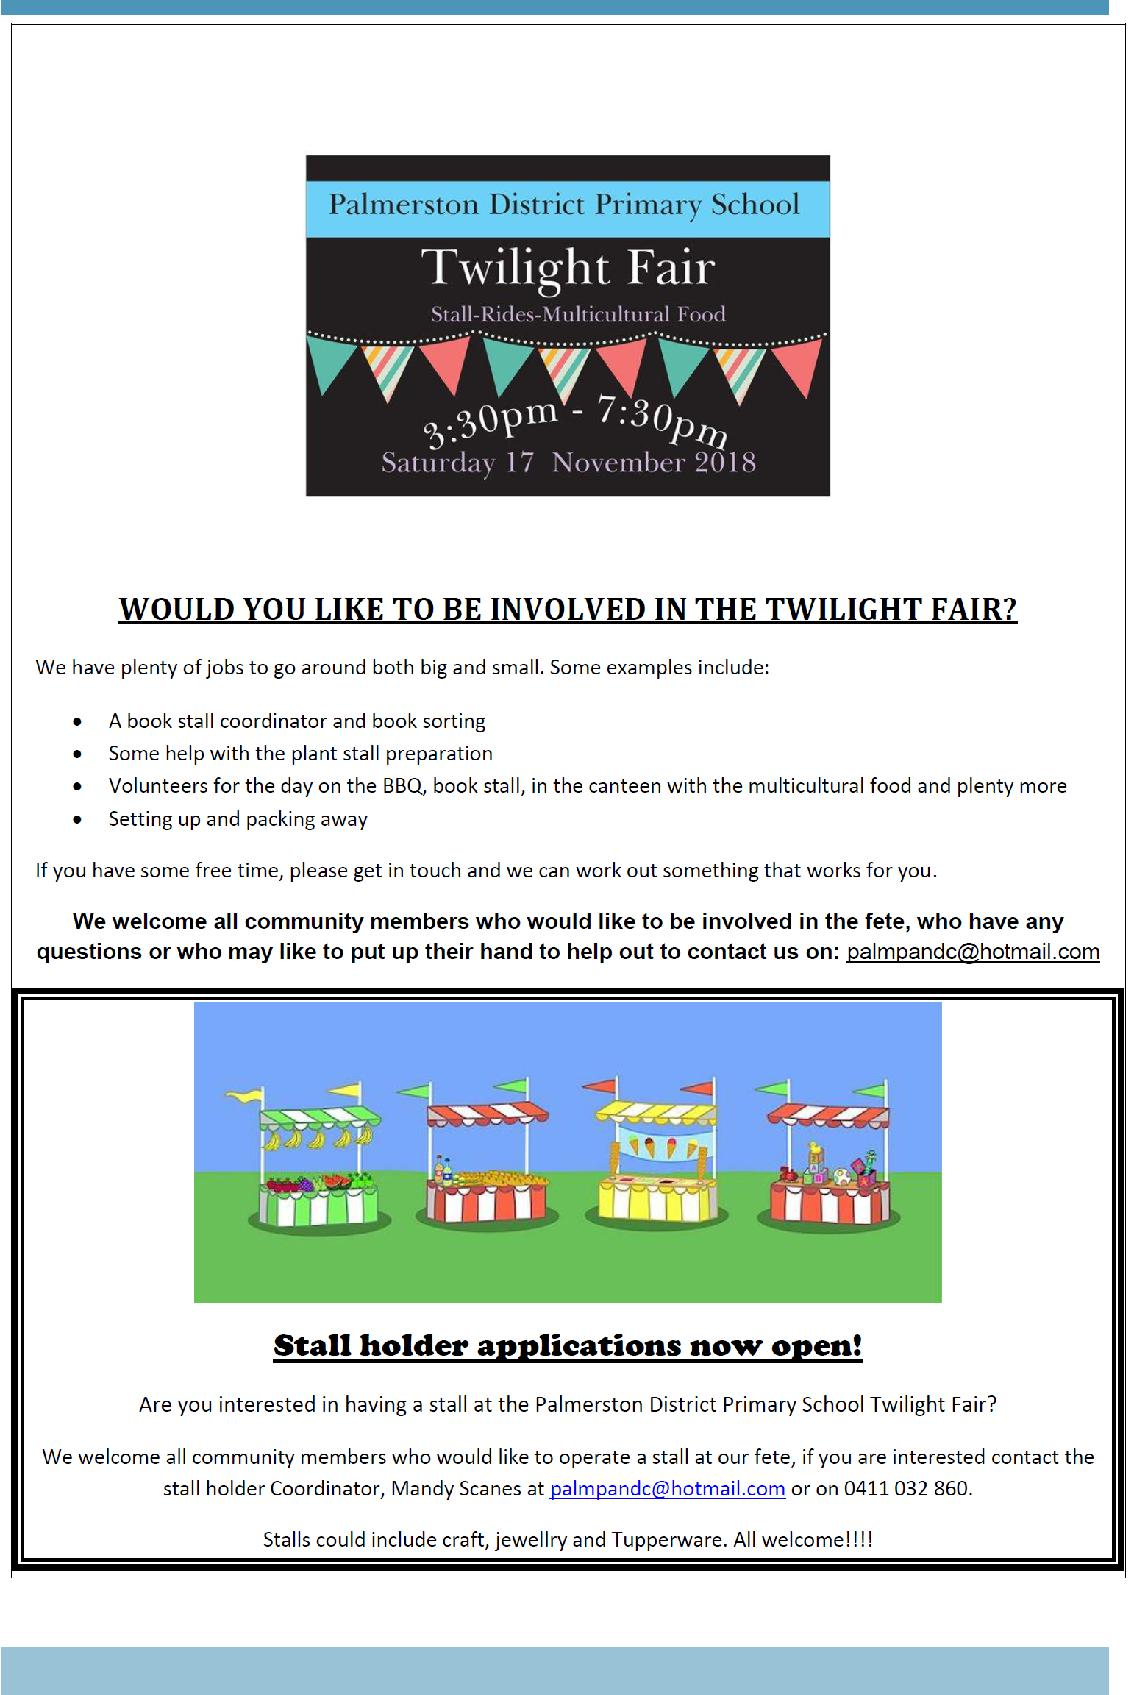 Palmerston District Primary School
Twilight Fair
Stall-Rides-Multicultural Food
3:30pm - 7:30pm
Saturday 17 November 2018
WOULD YOU LIKE TO BE INVOLVED IN THE TWILIGHT FAIR?
We have plenty of jobs to go around both big and small. Some examples include:
• A book stall coordinator and book sorting
• Some help with the plant stall preparation
• Volunteers for the day on the BBQ, book stall, in the canteen with the multicultural food and plenty more
• Setting up and packing away
If you have some free time, please get in touch and we can work out something that works for you.
We welcome all community members who would like to be involved in the fete, who have any
questions or who may like to put up their hand to help out to contact us on: palmpandc@hotmail.com
Stall holder applications now open!
Are you interested in having a stall at the Palmerston District Primary School Twilight Fair?
We welcome all community members who would like to operate a stall at our fete, if you are interested contact the
stall holder Coordinator, Mandy Scanes at palmpandc@hotmail.com or on 0411 032 860.
Stalls could include craft, jewellry and Tupperware. All welcome!!!!